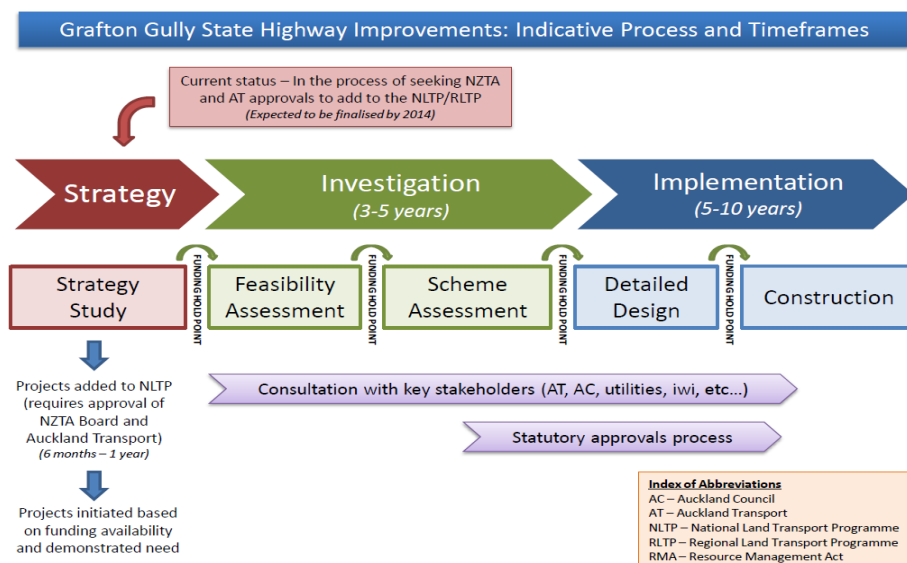 Grafton Gully State Highway Improvements: Indicative Process and Timeframes
Current status – In the process of seeking NZTA
and AT approvals to add to the NLTP/RLTP
(Expected to be finalised by 2014)
Strategy
Investigation
(3-5 years)
Implementation
(5-10 years)
Strategy
Study
FUNDING HOLD POINT
Feasibility
Assessment
FUNDING HOLD POINT
Scheme
Assessment
FUNDING HOLD POINT
Detailed
Design
FUNDING HOLD POINT
Construction
Projects added to NLTP
(requires approval of
NZTA Board and
Auckland Transport)
(6 months – 1 year)
Projects initiated based
on funding availability
and demonstrated need
Consultation with key stakeholders (AT, AC, utilities, iwi, etc...)
Statutory approvals process
Index of Abbreviations
AC – Auckland Council
AT – Auckland Transport
NLTP – National Land Transport Programme
RLTP – Regional Land Transport Programme
RMA – Resource Management Act